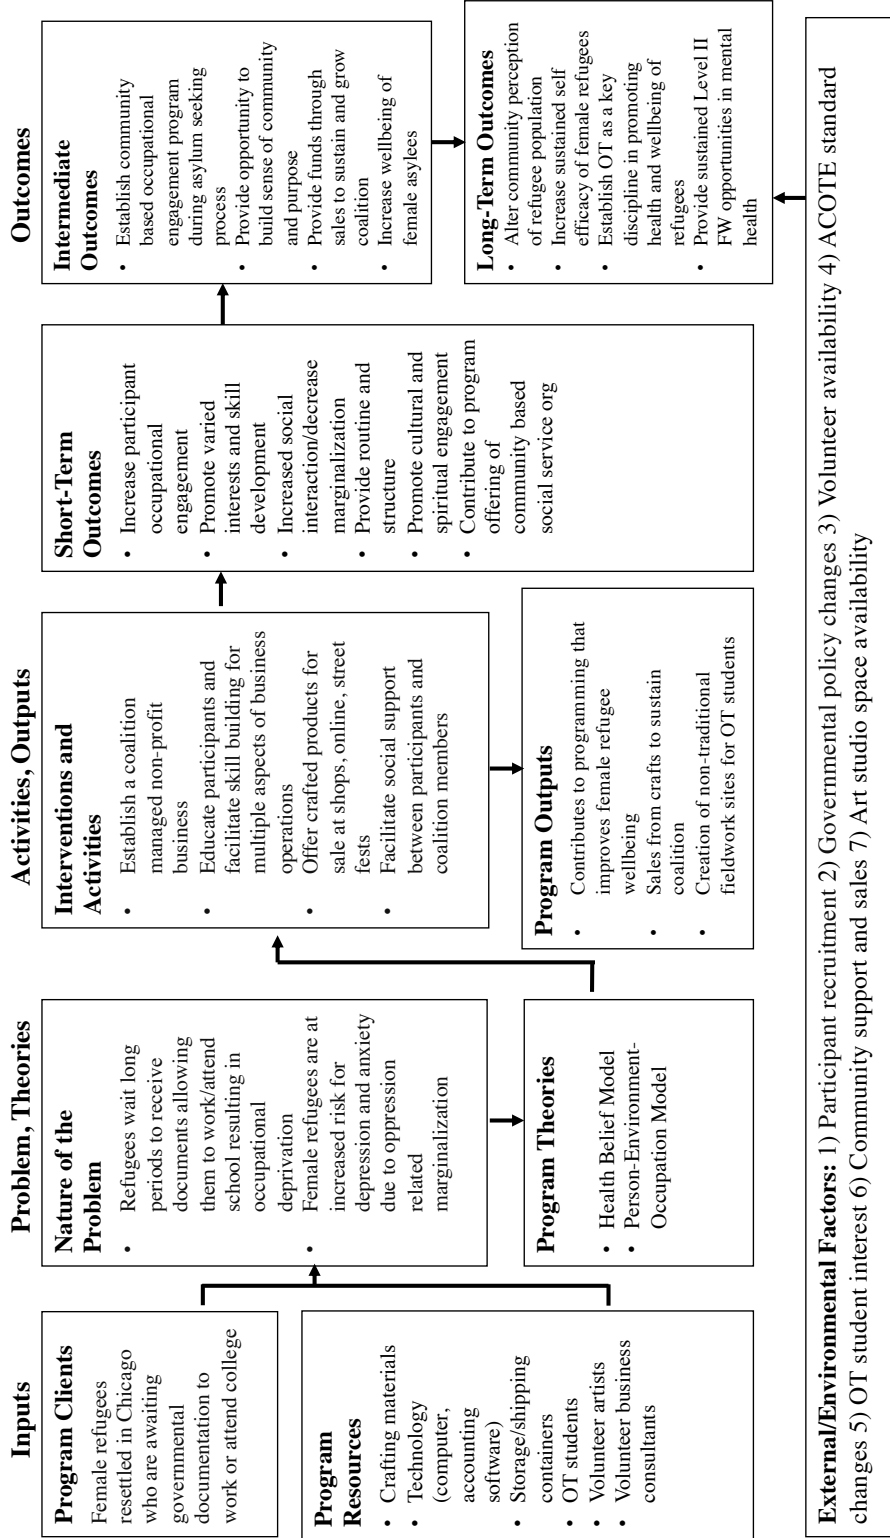 Inputs
Program Clients
Female refugees
resettled in Chicago
who are awaiting
governmental
documentation to
work or attend college
Program
Resources
• Crafting materials
• Technology
(computer,
accounting
software)
• Storage/shipping
containers
• OT students
• Volunteer artists
• Volunteer business
consultants
Problem, Theories
Nature of the
Problem
• Refugees wait long
periods to receive
documents allowing
them to work/attend
school resulting in
occupational
deprivation
• Female refugees are at
increased risk for
depression and anxiety
due to oppression
related
marginalization
Program Theories
• Health Belief Model
• Person-Environment-
Occupation Model
Activities, Outputs
Interventions and
Activities
• Establish a coalition
managed non-profit
business
• Educate participants and
facilitate skill building for
multiple aspects of business
operations
• Offer crafted products for
sale at shops, online, street
fests
• Facilitate social support
between participants and
coalition members
Program Outputs
• Contributes to programming that
improves female refugee
wellbeing
• Sales from crafts to sustain
coalition
• Creation of non-traditional
fieldwork sites for OT students
Outcomes
Short-Term
Outcomes
• Increase participant
occupational
engagement
• Promote varied
interests and skill
development
• Increased social
interaction/decrease
marginalization
• Provide routine and
structure
• Promote cultural and
spiritual engagement
• Contribute to program
offering of
community based
social service org
Intermediate
Outcomes
• Establish community
based occupational
engagement program
during asylum seeking
process
• Provide opportunity to
build sense of community
and purpose
• Provide funds through
sales to sustain and grow
coalition
• Increase wellbeing of
female asylees
Long-Term Outcomes
• Alter community perception
of refugee population
• Increase sustained self
efficacy of female refugees
• Establish OT as a key
discipline in promoting
health and wellbeing of
refugees
• Provide sustained Level II
FW opportunities in mental
health
External/Environmental Factors: 1) Participant recruitment 2) Governmental policy changes 3) Volunteer availability 4) ACOTE standard
changes 5) OT student interest 6) Community support and sales 7) Art studio space availability